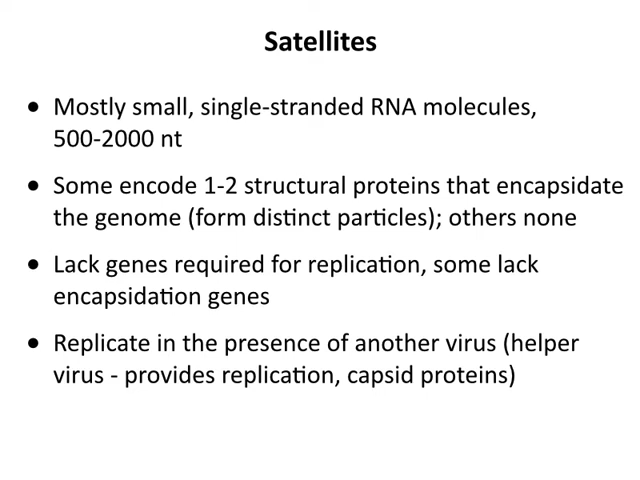 Satellites
• Mostly small, single-stranded RNA molecules,
500-2000 nt
• Some encode 1-2 structural proteins that encapsidate
the genome (form distinct particles); others none
• Lack genes required for replication, some lack
encapsidation genes
• Replicate in the presence of another virus (helper
virus - provides replication, capsid proteins)